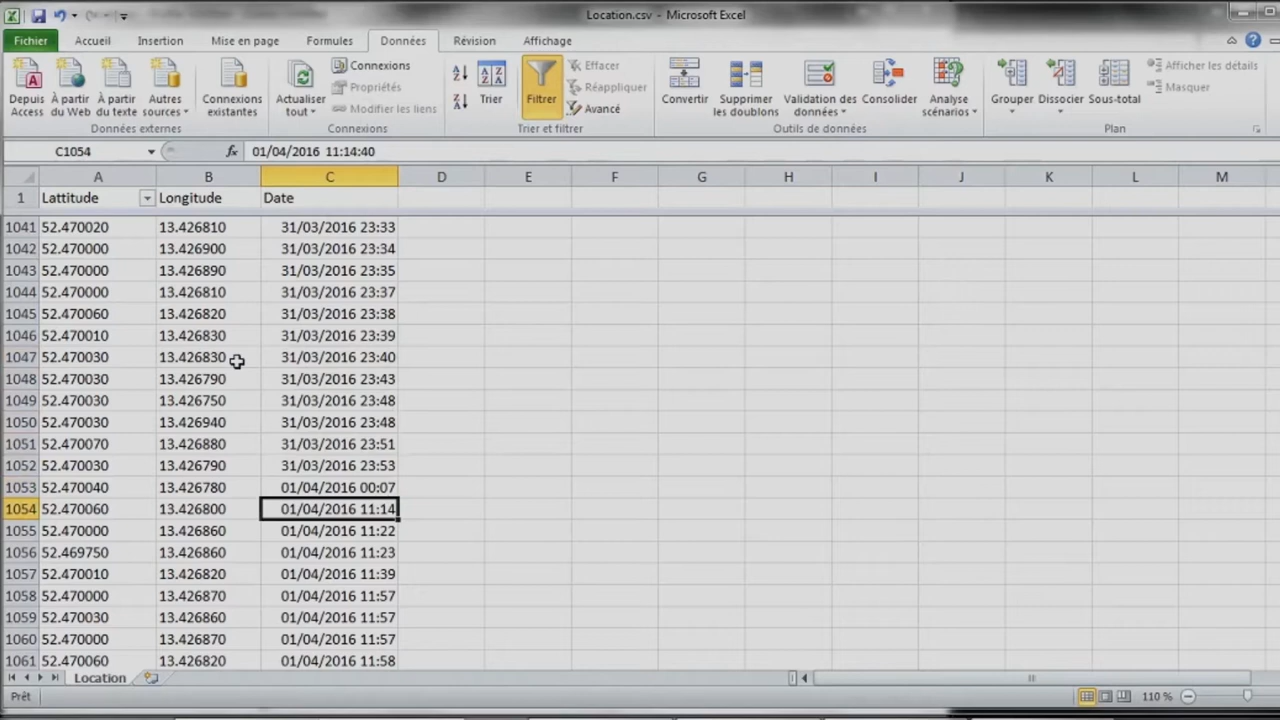 Location.csv - Microsoft Excel
Fichier Accueil Insertion Mise en page Formules Données Révision Affichage
Depuis Access
À partir du Web
À partir du texte
Autres sources
Connexions existantes
Données externes
Actualiser tout
Connexions
Propriétés
Modifier les liens
Connexions
Trier
Filtrer
Effacer
Réappliquer
Avancé
Trier et filtrer
Convertir
Supprimer les doublons
Validation des données
Consolider
Analyse scénarios
Outils de données
Grouper
Dissocier
Sous-total
Afficher les détails
Masquer
Plan
C1054 fx 01/04/2016 11:14:40
A B C D E F G H I J K L M
1 Lattitude Longitude Date
1041 52.470020 13.426810 31/03/2016 23:33
1042 52.470000 13.426900 31/03/2016 23:34
1043 52.470000 13.426890 31/03/2016 23:35
1044 52.470000 13.426810 31/03/2016 23:37
1045 52.470060 13.426820 31/03/2016 23:38
1046 52.470010 13.426830 31/03/2016 23:39
1047 52.470030 13.426830 31/03/2016 23:40
1048 52.470030 13.426790 31/03/2016 23:43
1049 52.470030 13.426750 31/03/2016 23:48
1050 52.470030 13.426940 31/03/2016 23:48
1051 52.470070 13.426880 31/03/2016 23:51
1052 52.470030 13.426790 31/03/2016 23:53
1053 52.470040 13.426780 01/04/2016 00:07
1054 52.470060 13.426800 01/04/2016 11:14
1055 52.470000 13.426860 01/04/2016 11:22
1056 52.469750 13.426860 01/04/2016 11:23
1057 52.470010 13.426820 01/04/2016 11:39
1058 52.470000 13.426870 01/04/2016 11:57
1059 52.470030 13.426860 01/04/2016 11:57
1060 52.470000 13.426870 01/04/2016 11:57
1061 52.470060 13.426820 01/04/2016 11:58
Location
Prêt 110 %